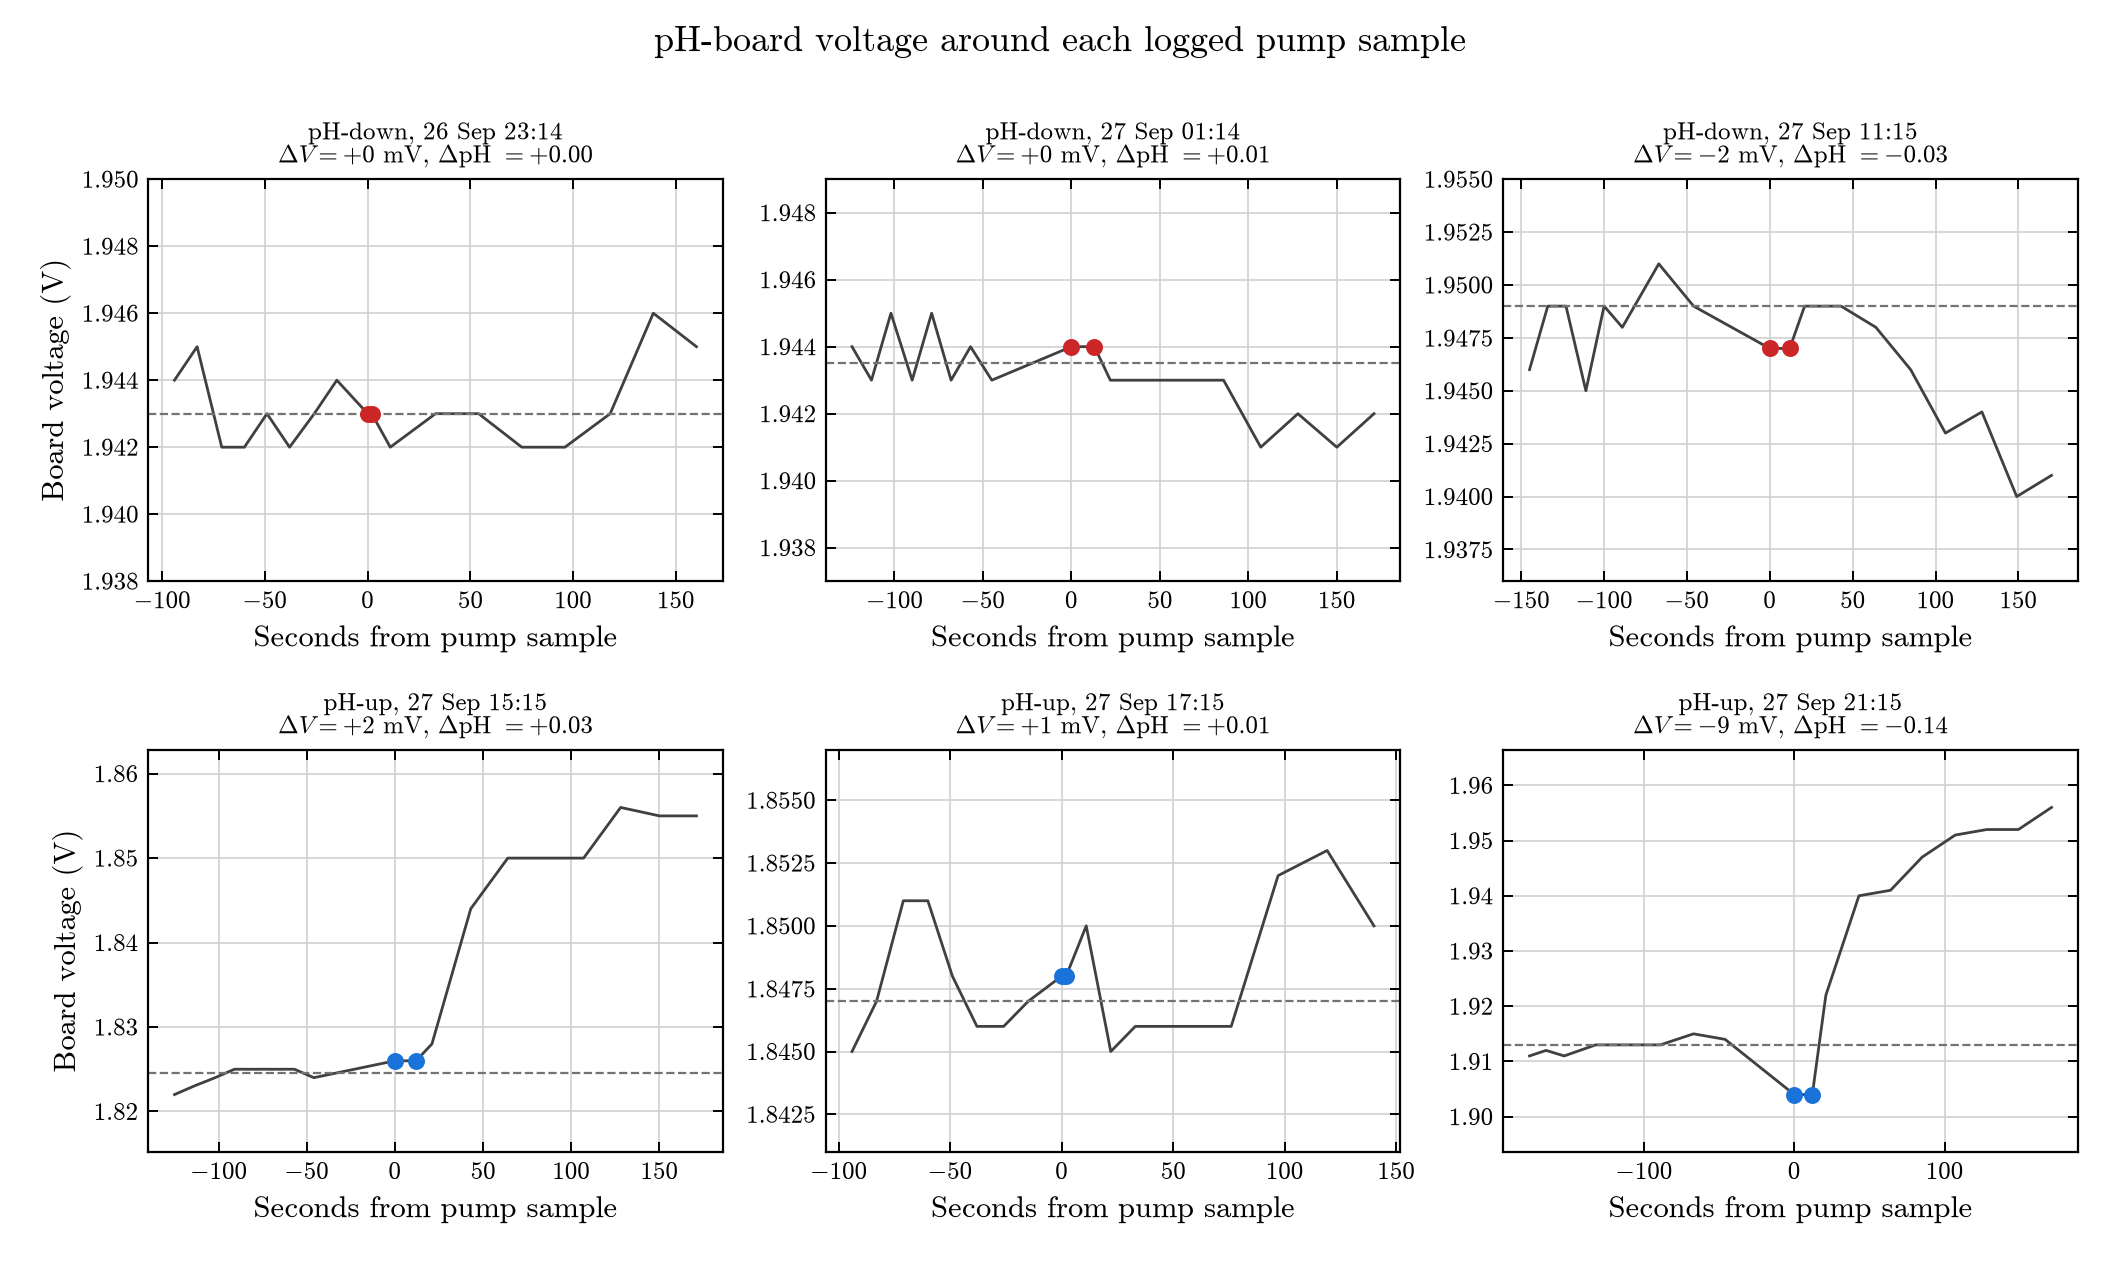 pH-board voltage around each logged pump sample
pH-down, 26 Sep 23:14
ΔV = +0 mV, ΔpH = +0.00
1.950
1.948
1.946
1.944
1.942
1.940
1.938
Board voltage (V)
−100 −50 0 50 100 150
Seconds from pump sample
pH-down, 27 Sep 01:14
ΔV = +0 mV, ΔpH = +0.01
1.948
1.946
1.944
1.942
1.940
1.938
−100 −50 0 50 100 150
Seconds from pump sample
pH-down, 27 Sep 11:15
ΔV = −2 mV, ΔpH = −0.03
1.9550
1.9525
1.9500
1.9475
1.9450
1.9425
1.9400
1.9375
−150 −100 −50 0 50 100 150
Seconds from pump sample
pH-up, 27 Sep 15:15
ΔV = +2 mV, ΔpH = +0.03
1.86
1.85
1.84
1.83
1.82
Board voltage (V)
−100 −50 0 50 100 150
Seconds from pump sample
pH-up, 27 Sep 17:15
ΔV = +1 mV, ΔpH = +0.01
1.8550
1.8525
1.8500
1.8475
1.8450
1.8425
−100 −50 0 50 100 150
Seconds from pump sample
pH-up, 27 Sep 21:15
ΔV = −9 mV, ΔpH = −0.14
1.96
1.95
1.94
1.93
1.92
1.91
1.90
−100 0 100
Seconds from pump sample